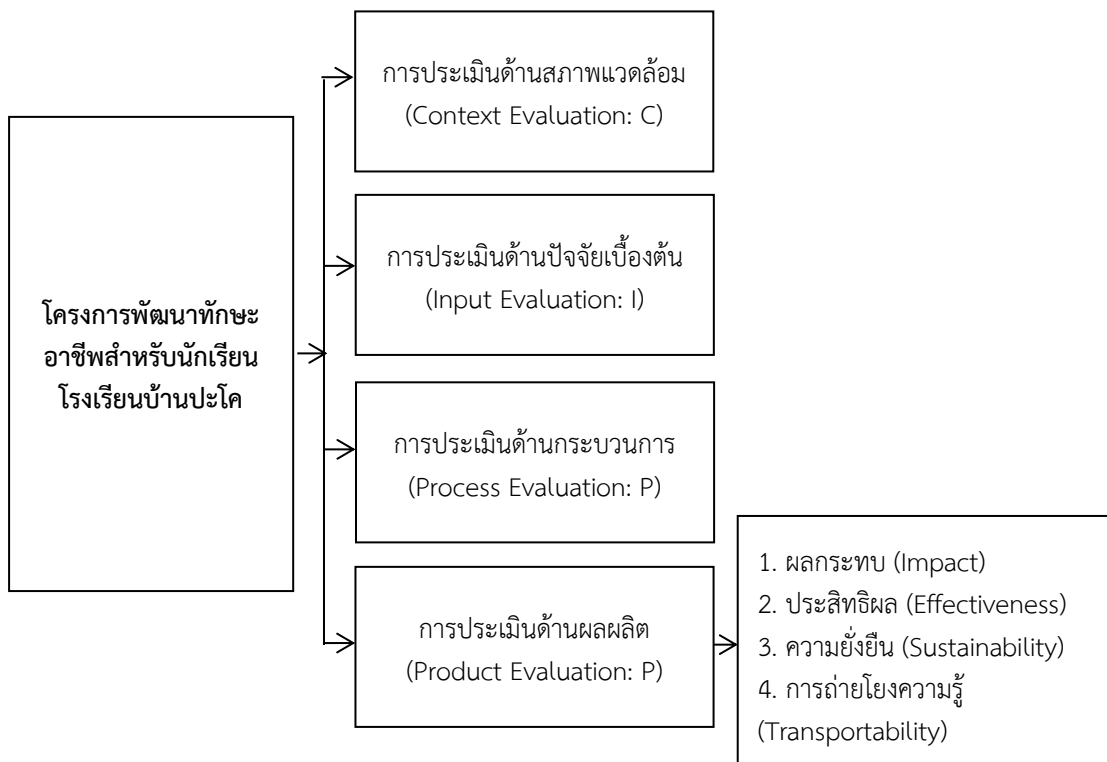 การประเมินด้านสภาพแวดล้อม
(Context Evaluation: C)
การประเมินด้านปัจจัยเบื้องต้น
(Input Evaluation: I)
โครงการพัฒนาทักษะ
อาชีพสำหรับนักเรียน
โรงเรียนบ้านปะโค
การประเมินด้านกระบวนการ
(Process Evaluation: P)
การประเมินด้านผลผลิต
(Product Evaluation: P)
1. ผลกระทบ (Impact)
2. ประสิทธิผล (Effectiveness)
3. ความยั่งยืน (Sustainability)
4. การถ่ายโยงความรู้
(Transportability)